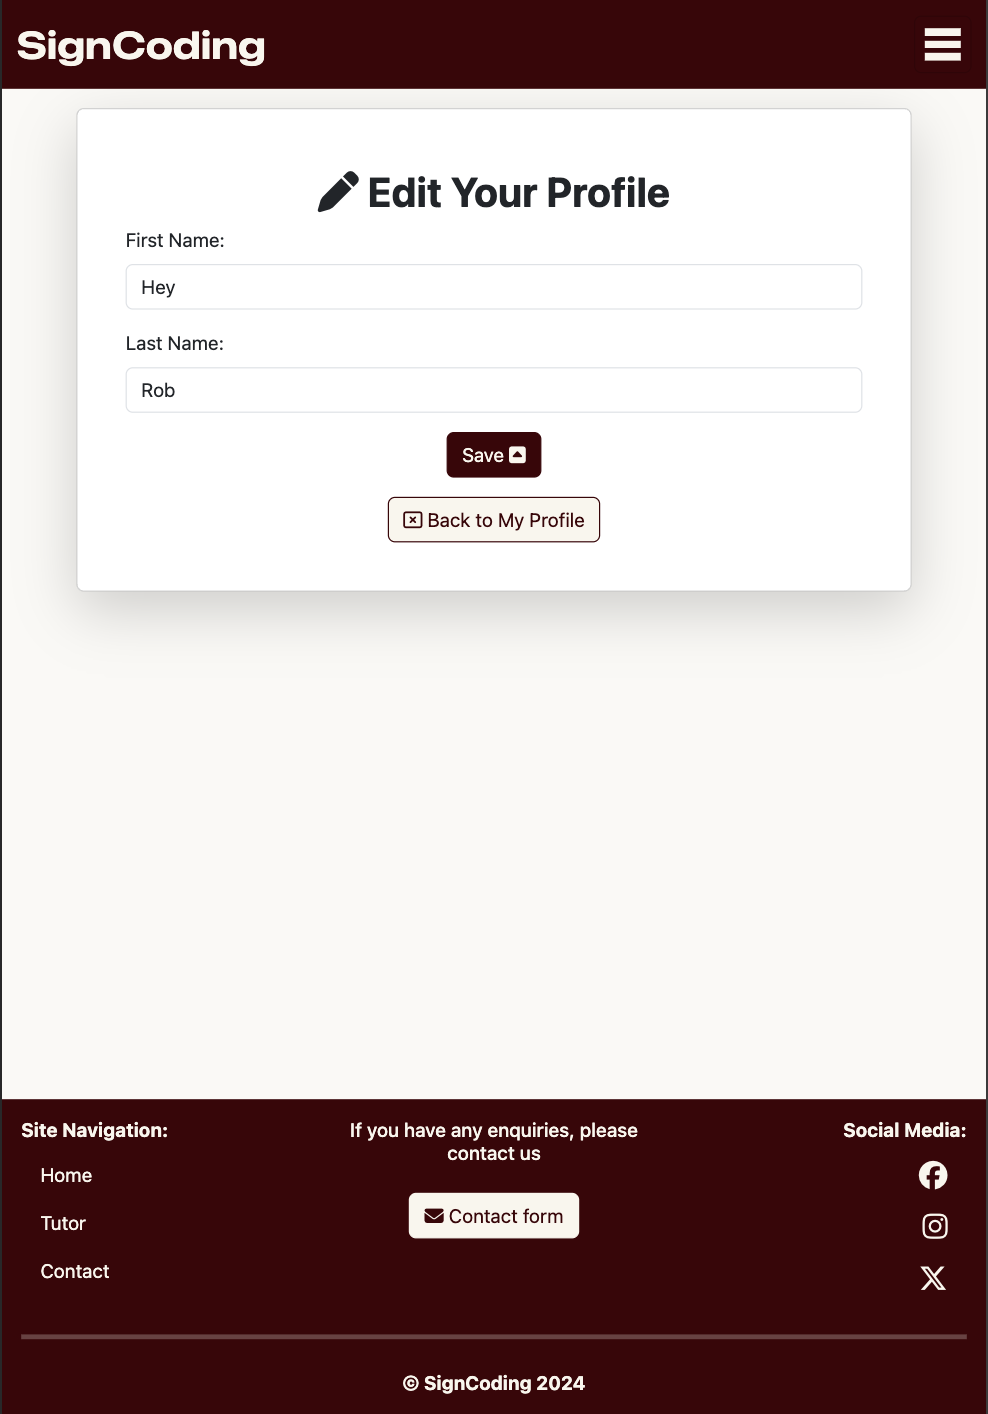 SignCoding
Edit Your Profile
First Name:
Hey
Last Name:
Rob
Save
Back to My Profile
Site Navigation:
Home
Tutor
Contact
If you have any enquiries, please
contact us
Contact form
Social Media:
© SignCoding 2024